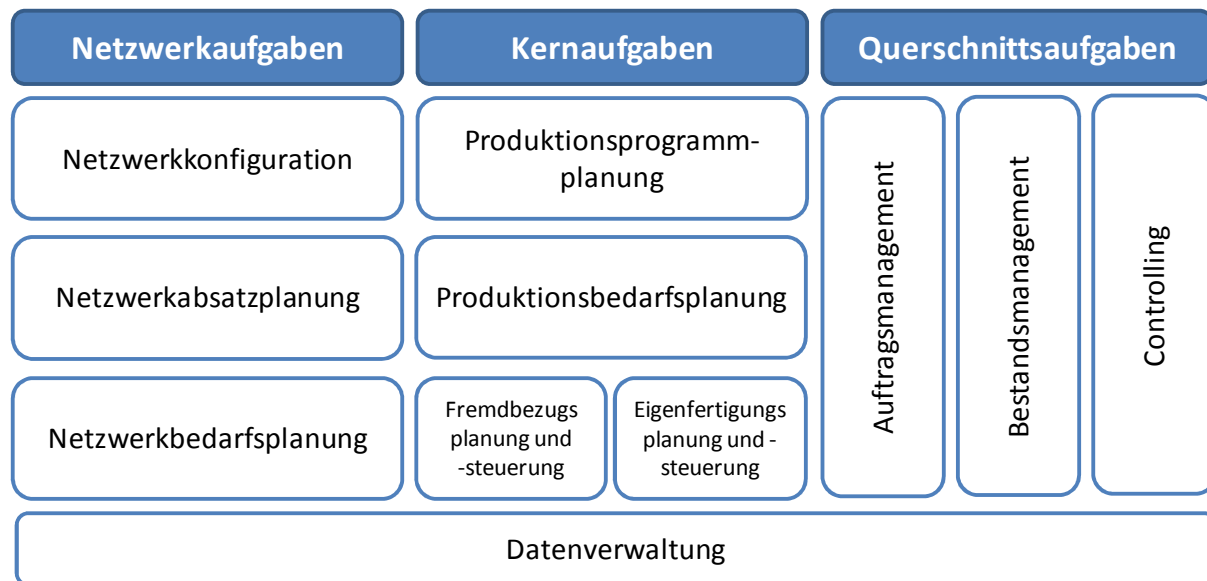 Netzwerkaufgaben
Kernaufgaben
Querschnittsaufgaben
Netzwerkkonfiguration
Produktionsprogramm-
planung
Netzwerkabsatzplanung
Produktionsbedarfsplanung
Netzwerkbedarfsplanung
Fremdbezugs
planung und
-steuerung
Eigenfertigungs
planung und -
steuerung
Auftragsmanagement
Bestandsmanagement
Controlling
Datenverwaltung